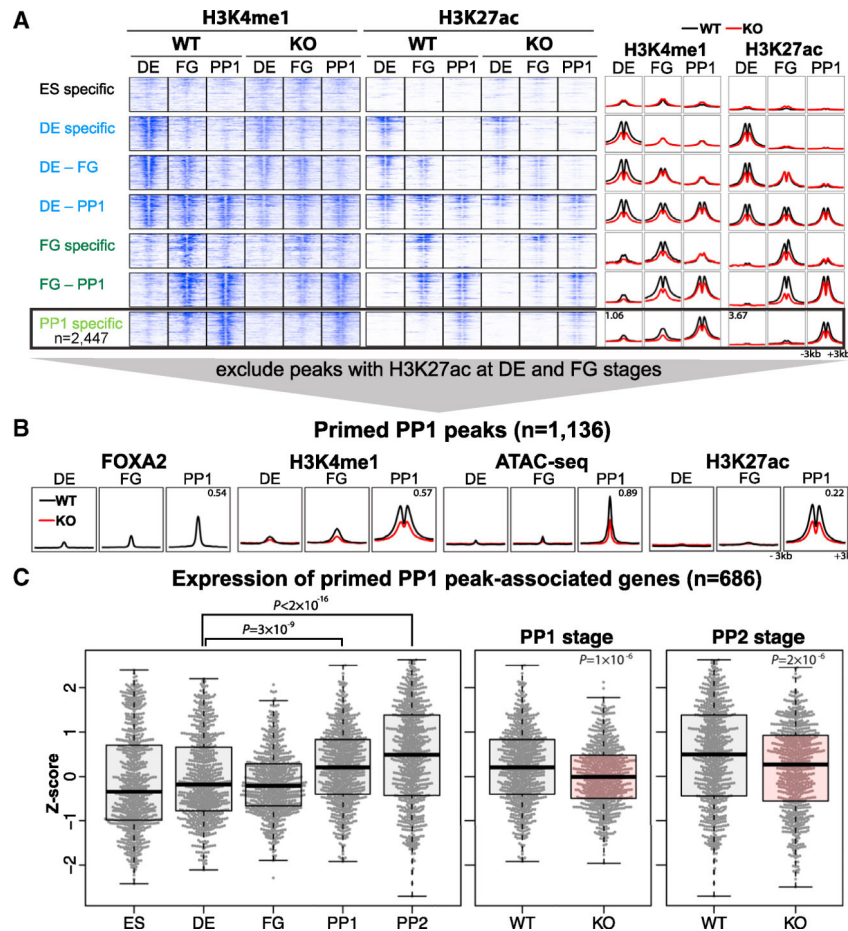 A
H3K4me1 H3K27ac
WT KO WT KO
DE FG PP1 DE FG PP1 DE FG PP1 DE FG PP1
WT KO
H3K4me1 H3K27ac
DE FG PP1 DE FG PP1
ES specific
DE specific
DE – FG
DE – PP1
FG specific
FG – PP1
PP1 specific
n=2,447
1.06 3.67
-3kb +3kb
exclude peaks with H3K27ac at DE and FG stages
B
Primed PP1 peaks (n=1,136)
FOXA2 H3K4me1 ATAC-seq H3K27ac
DE FG PP1 DE FG PP1 DE FG PP1 DE FG PP1
WT
KO
0.54 0.57 0.89 0.22
- 3kb +3k
C
Expression of primed PP1 peak-associated genes (n=686)
P<2×10-16
P=3×10-9
PP1 stage PP2 stage
P=1×10-6 P=2×10-6
Z-score
2
1
0
−1
−2
ES DE FG PP1 PP2 WT KO WT KO